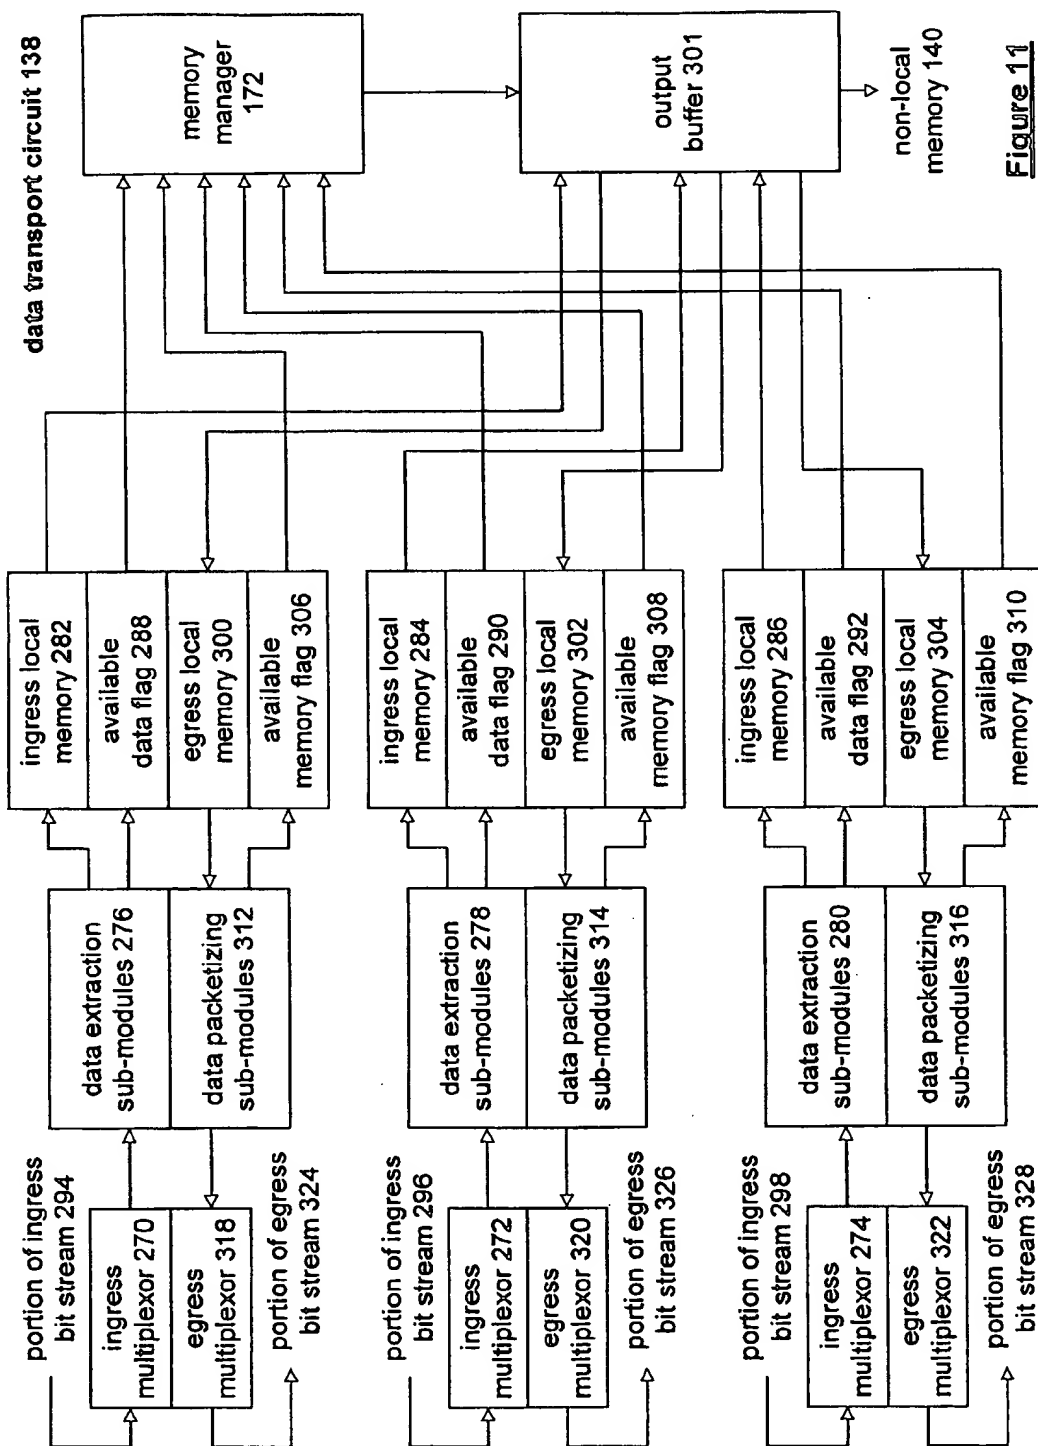 data transport circuit 138
portion of ingress
bit stream 294
ingress
multiplexor 270
egress
multiplexor 318
portion of egress
bit stream 324
data extraction
sub-modules 276
data packetizing
sub-modules 312
ingress local
memory 282
available
data flag 288
egress local
memory 300
available
memory flag 306
portion of ingress
bit stream 296
ingress
multiplexor 272
egress
multiplexor 320
portion of egress
bit stream 326
data extraction
sub-modules 278
data packetizing
sub-modules 314
ingress local
memory 284
available
data flag 290
egress local
memory 302
available
memory flag 308
portion of ingress
bit stream 298
ingress
multiplexor 274
egress
multiplexor 322
portion of egress
bit stream 328
data extraction
sub-modules 280
data packetizing
sub-modules 316
ingress local
memory 286
available
data flag 292
egress local
memory 304
available
memory flag 310
memory
manager
172
output
buffer 301
non-local
memory 140
Figure 11